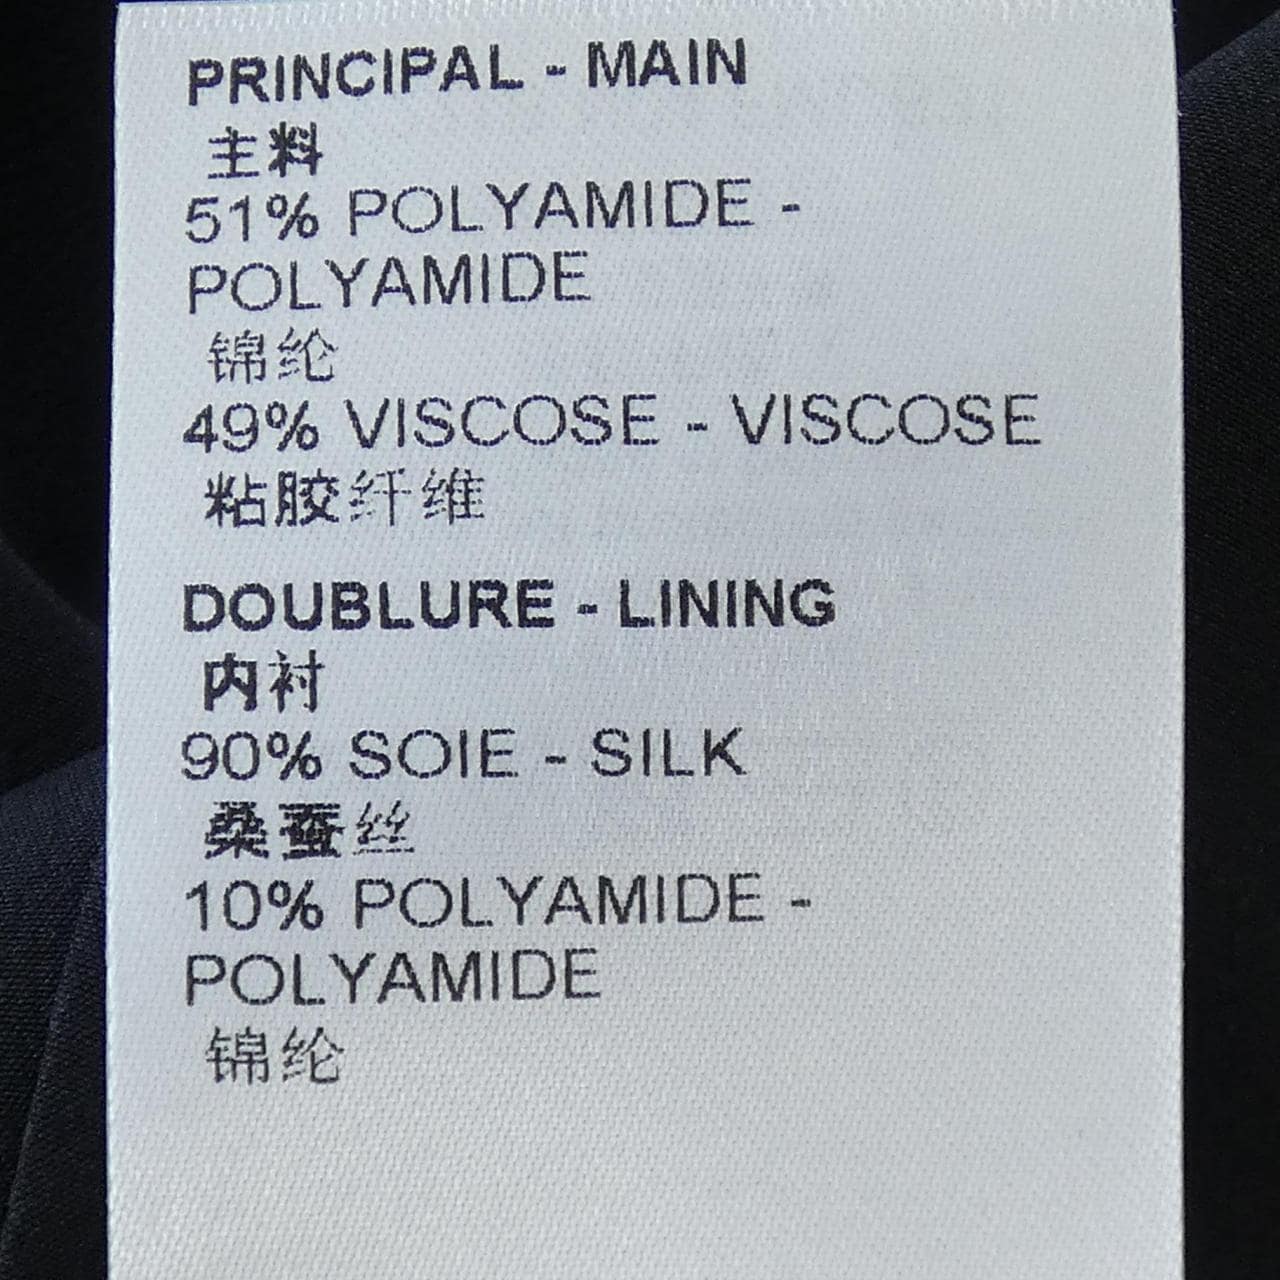 PRINCIPAL - MAIN
主料
51% POLYAMIDE -
POLYAMIDE
锦纶
49% VISCOSE - VISCOSE
粘胶纤维
DOUBLURE - LINING
内衬
90% SOIE - SILK
桑蚕丝
10% POLYAMIDE -
POLYAMIDE
锦纶